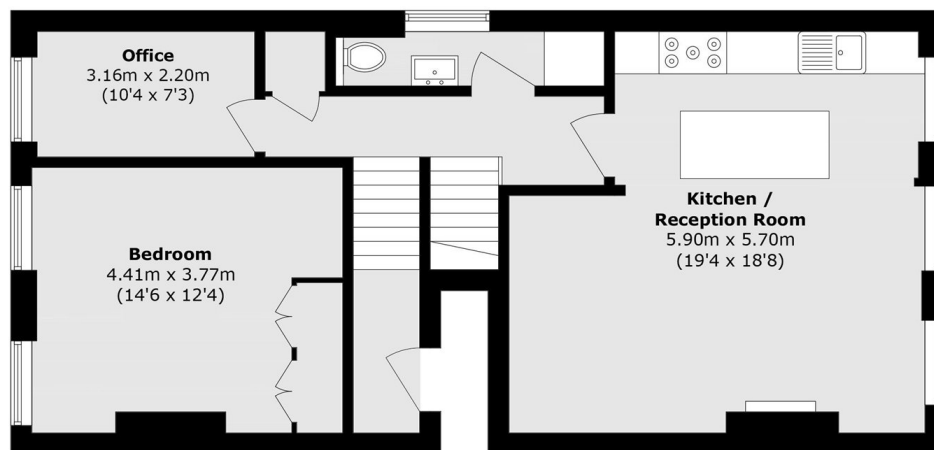 Office
3.16m x 2.20m
(10'4 x 7'3)
Kitchen /
Reception Room
5.90m x 5.70m
(19'4 x 18'8)
Bedroom
4.41m x 3.77m
(14'6 x 12'4)